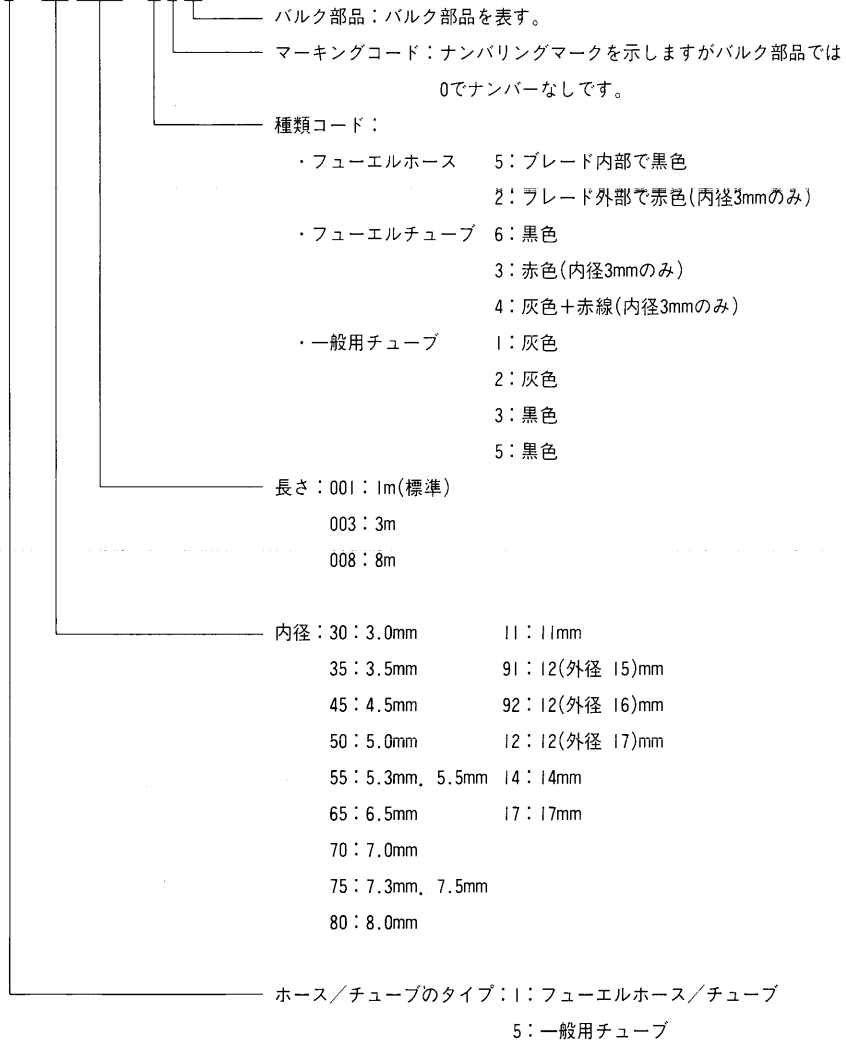 バルク部品：バルク部品を表す。
マーキングコード：ナンバリングマークを示しますがバルク部品では
0でナンバーなしです。
種類コード：
・フューエルホース 5：ブレード内部で黒色
2：ブレード外部で赤色(内径3mmのみ)
・フューエルチューブ 6：黒色
3：赤色(内径3mmのみ)
4：灰色＋赤線(内径3mmのみ)
・一般用チューブ 1：灰色
2：灰色
3：黒色
5：黒色
長さ：001：1m(標準)
003：3m
008：8m
内径：30：3.0mm 11：11mm
35：3.5mm 91：12(外径 15)mm
45：4.5mm 92：12(外径 16)mm
50：5.0mm 12：12(外径 17)mm
55：5.3mm, 5.5mm 14：14mm
65：6.5mm 17：17mm
70：7.0mm
75：7.3mm, 7.5mm
80：8.0mm
ホース／チューブのタイプ：1：フューエルホース／チューブ
5：一般用チューブ